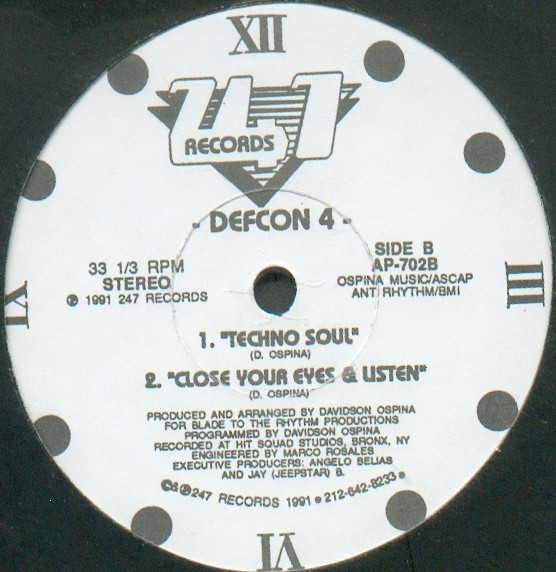 XII
247
RECORDS
- DEFCON 4 -
33 1/3 RPM
STEREO
℗ 1991 247 RECORDS
SIDE B
AP-702B
OSPINA MUSIC/ASCAP
ANT RHYTHM/BMI
IX
III
1. "TECHNO SOUL"
(D. OSPINA)
2. "CLOSE YOUR EYES & LISTEN"
(D. OSPINA)
PRODUCED AND ARRANGED BY DAVIDSON OSPINA
FOR BLADE TO THE RHYTHM PRODUCTIONS
PROGRAMMED BY DAVIDSON OSPINA
RECORDED AT HIT SQUAD STUDIOS, BRONX, NY
ENGINEERED BY MARCO ROSALES
EXECUTIVE PRODUCERS: ANGELO BELIAS
AND JAY (JEEPSTAR) B.
©&℗247 RECORDS 1991 • 212-642-8233 •
VI